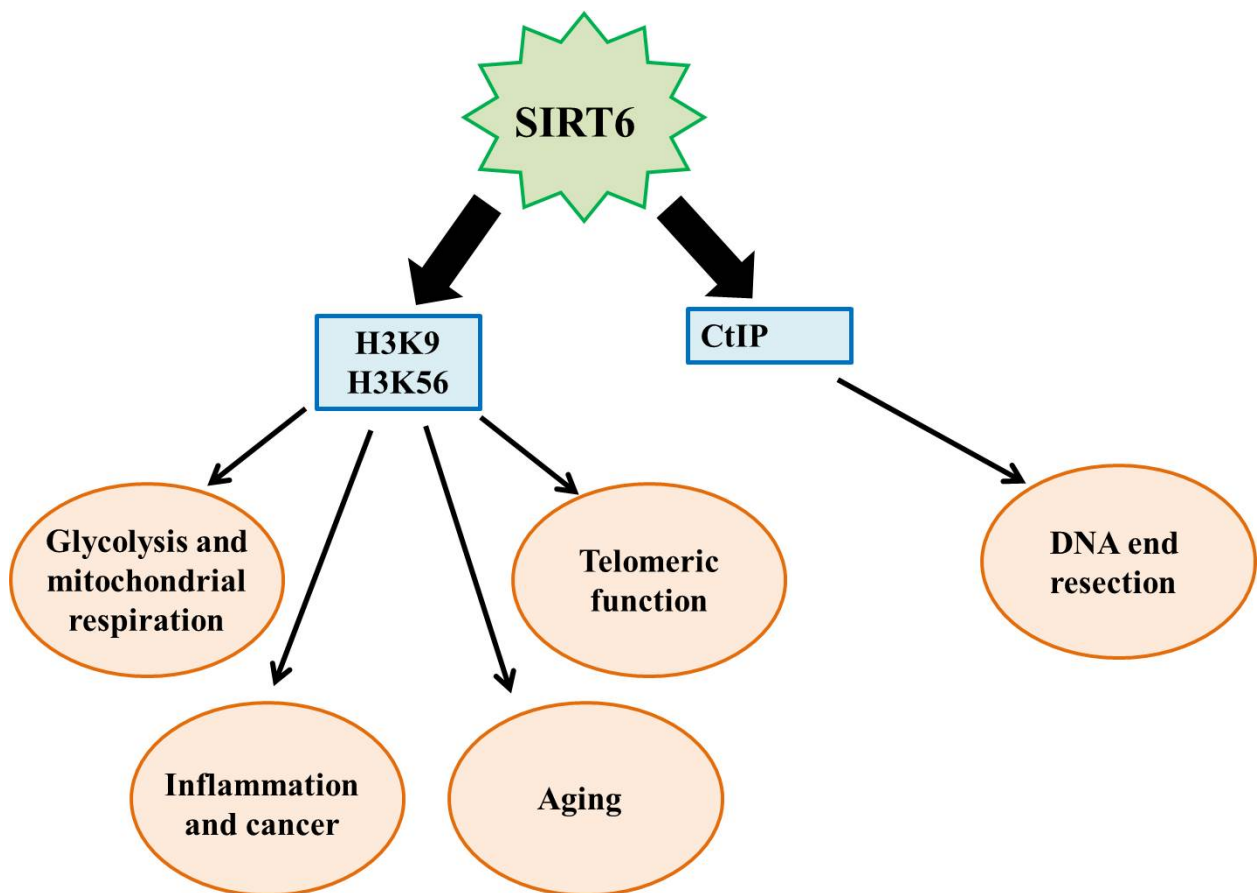 SIRT6
H3K9
H3K56
CtIP
Glycolysis and
mitochondrial
respiration
Telomeric
function
DNA end
resection
Inflammation
and cancer
Aging